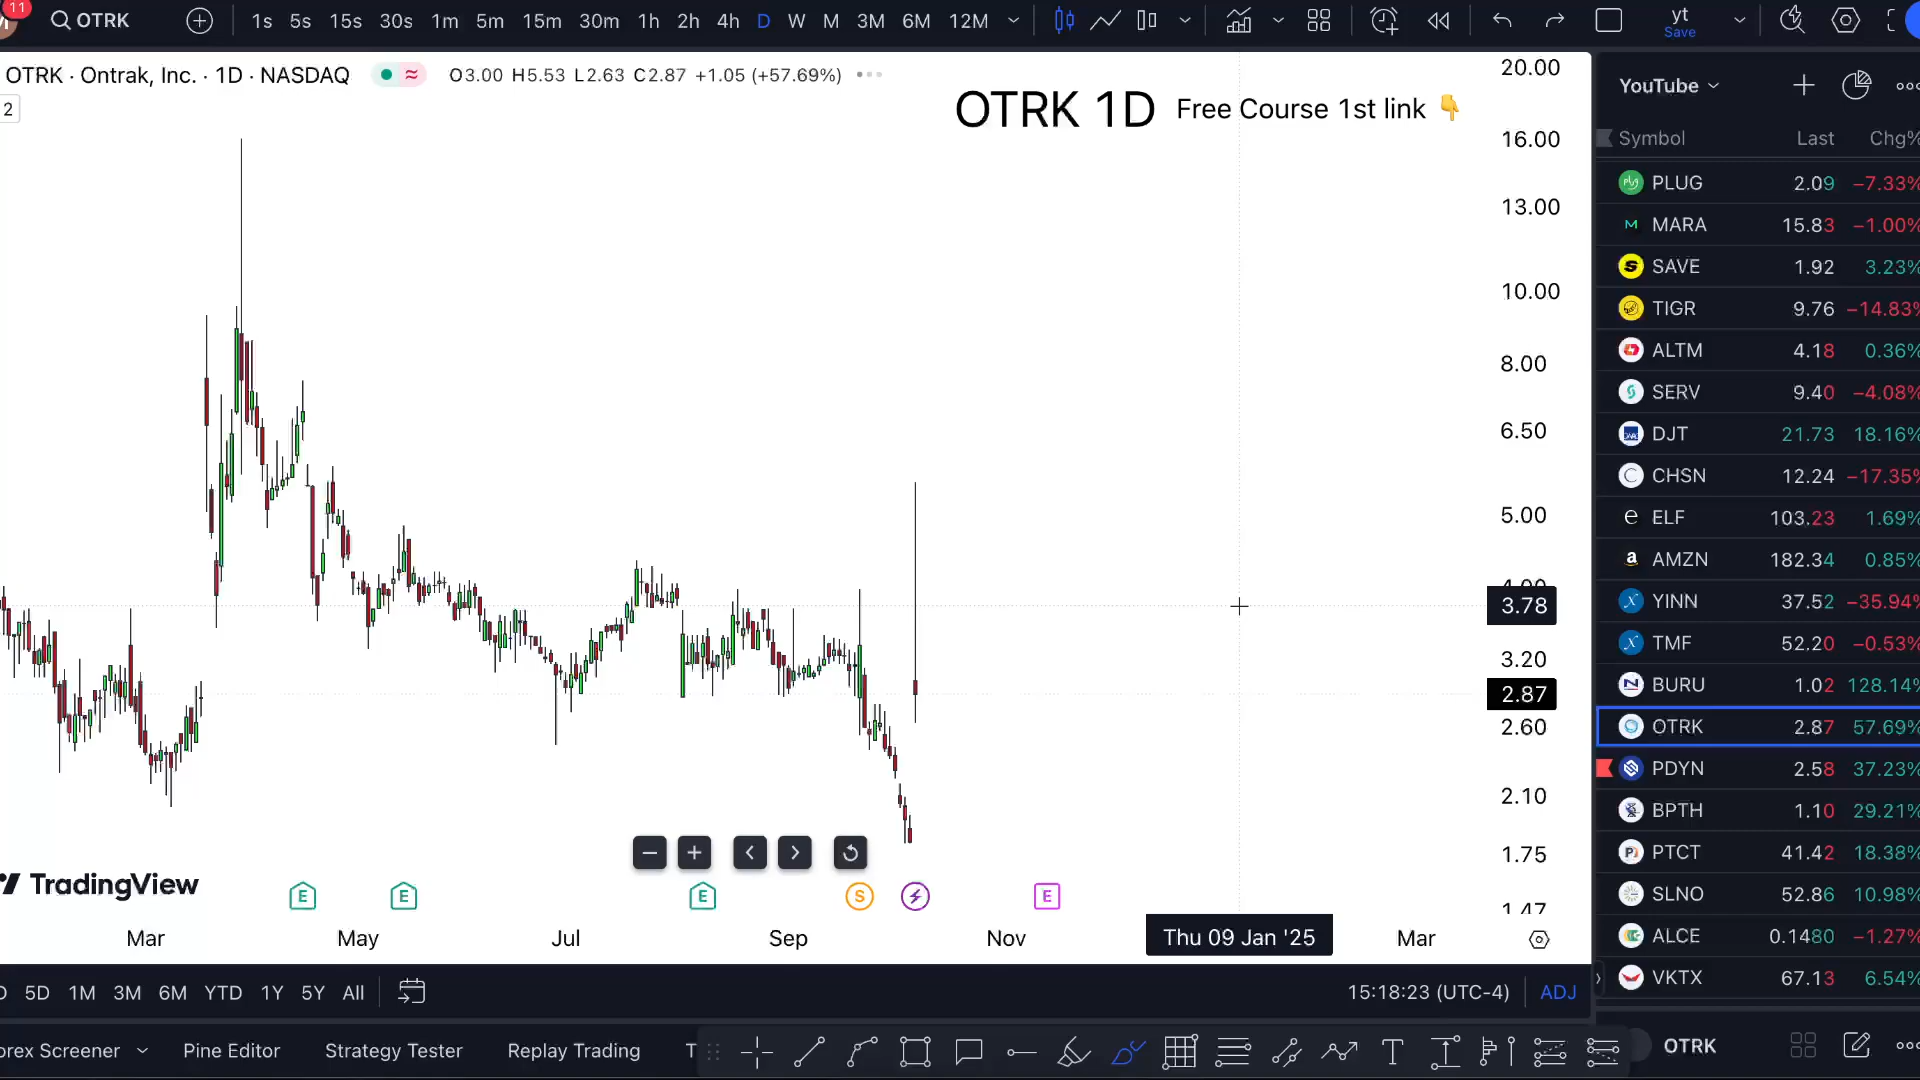 11
OTRK
1s 5s 15s 30s 1m 5m 15m 30m 1h 2h 4h D W M 3M 6M 12M
yt
Save
OTRK · Ontrak, Inc. · 1D · NASDAQ
O3.00 H5.53 L2.63 C2.87 +1.05 (+57.69%)
2
OTRK 1D Free Course 1st link 👇
20.00
16.00
13.00
10.00
8.00
6.50
5.00
4.00
3.78
3.20
2.87
2.60
2.10
1.75
1.47
TradingView
E E E S E
Mar May Jul Sep Nov Thu 09 Jan '25 Mar
5D 1M 3M 6M YTD 1Y 5Y All
15:18:23 (UTC-4) ADJ
orex Screener Pine Editor Strategy Tester Replay Trading T
YouTube
Symbol Last Chg%
PLUG 2.09 −7.33%
MARA 15.83 −1.00%
SAVE 1.92 3.23%
TIGR 9.76 −14.83%
ALTM 4.18 0.36%
SERV 9.40 −4.08%
DJT 21.73 18.16%
CHSN 12.24 −17.35%
ELF 103.23 1.69%
AMZN 182.34 0.85%
YINN 37.52 −35.94%
TMF 52.20 −0.53%
BURU 1.02 128.14%
OTRK 2.87 57.69%
PDYN 2.58 37.23%
BPTH 1.10 29.21%
PTCT 41.42 18.38%
SLNO 52.86 10.98%
ALCE 0.1480 −1.27%
VKTX 67.13 6.54%
OTRK